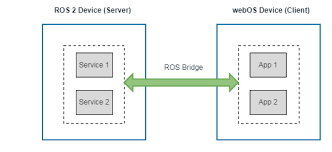 ROS 2 Device (Server)
webOS Device (Client)
Service 1
ROS Bridge
App 1
Service 2
App 2